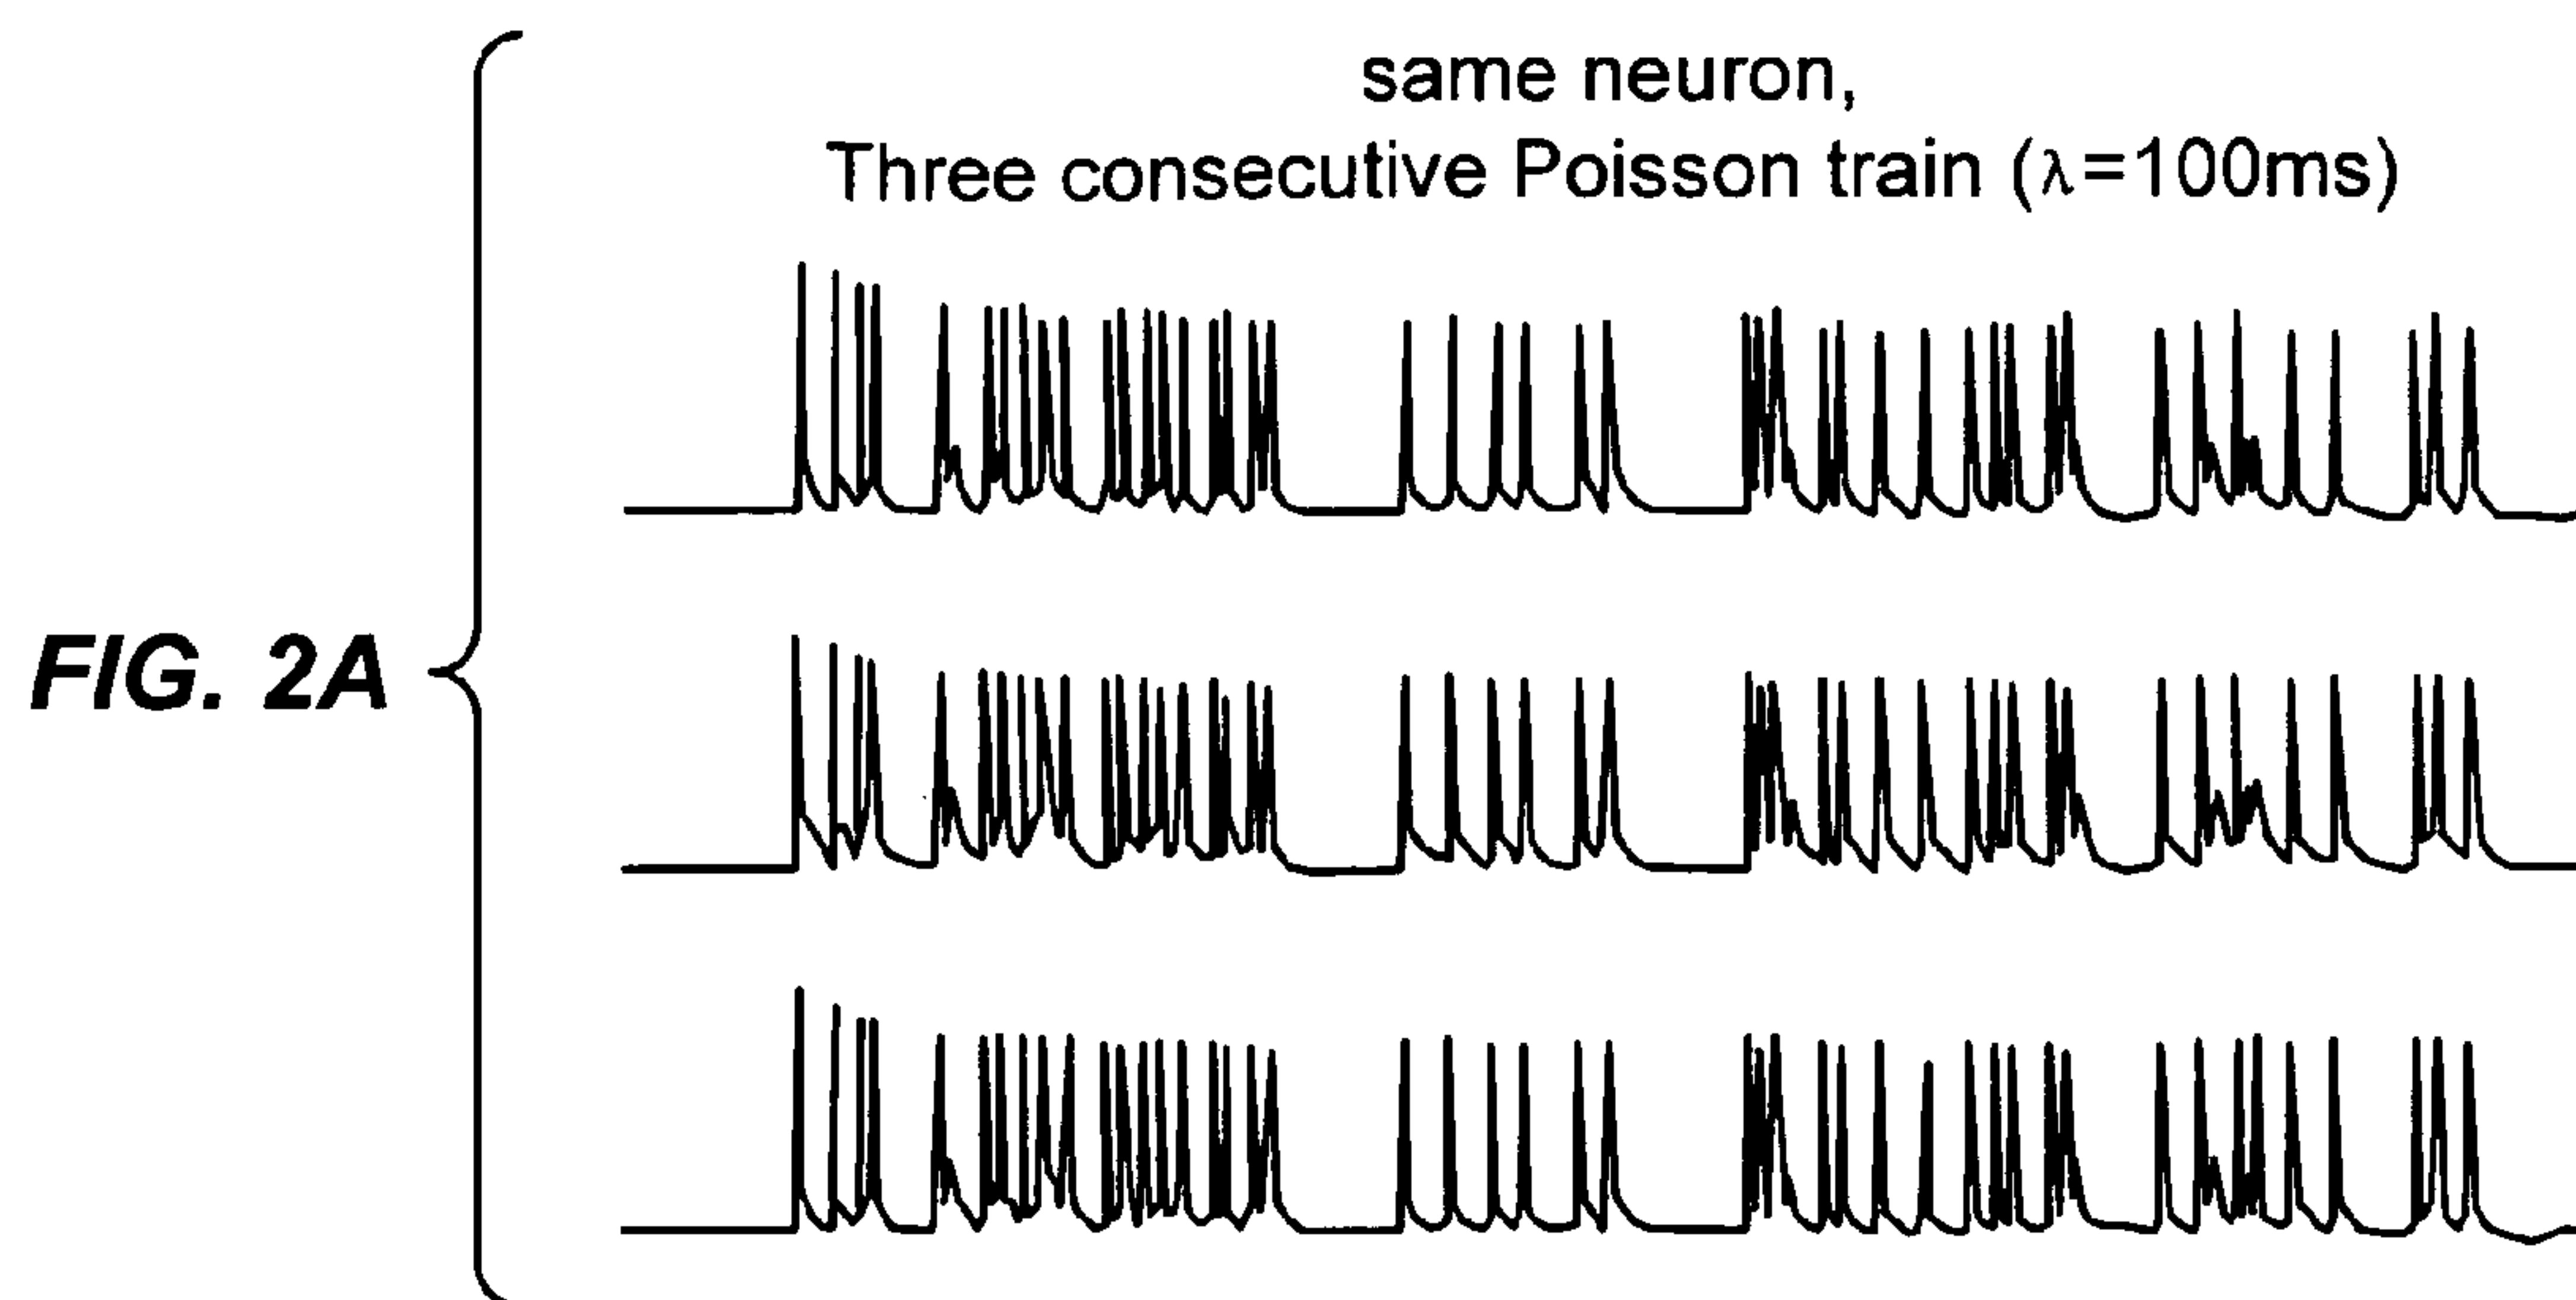 same neuron,
Three consecutive Poisson train (λ=100ms)
FIG. 2A